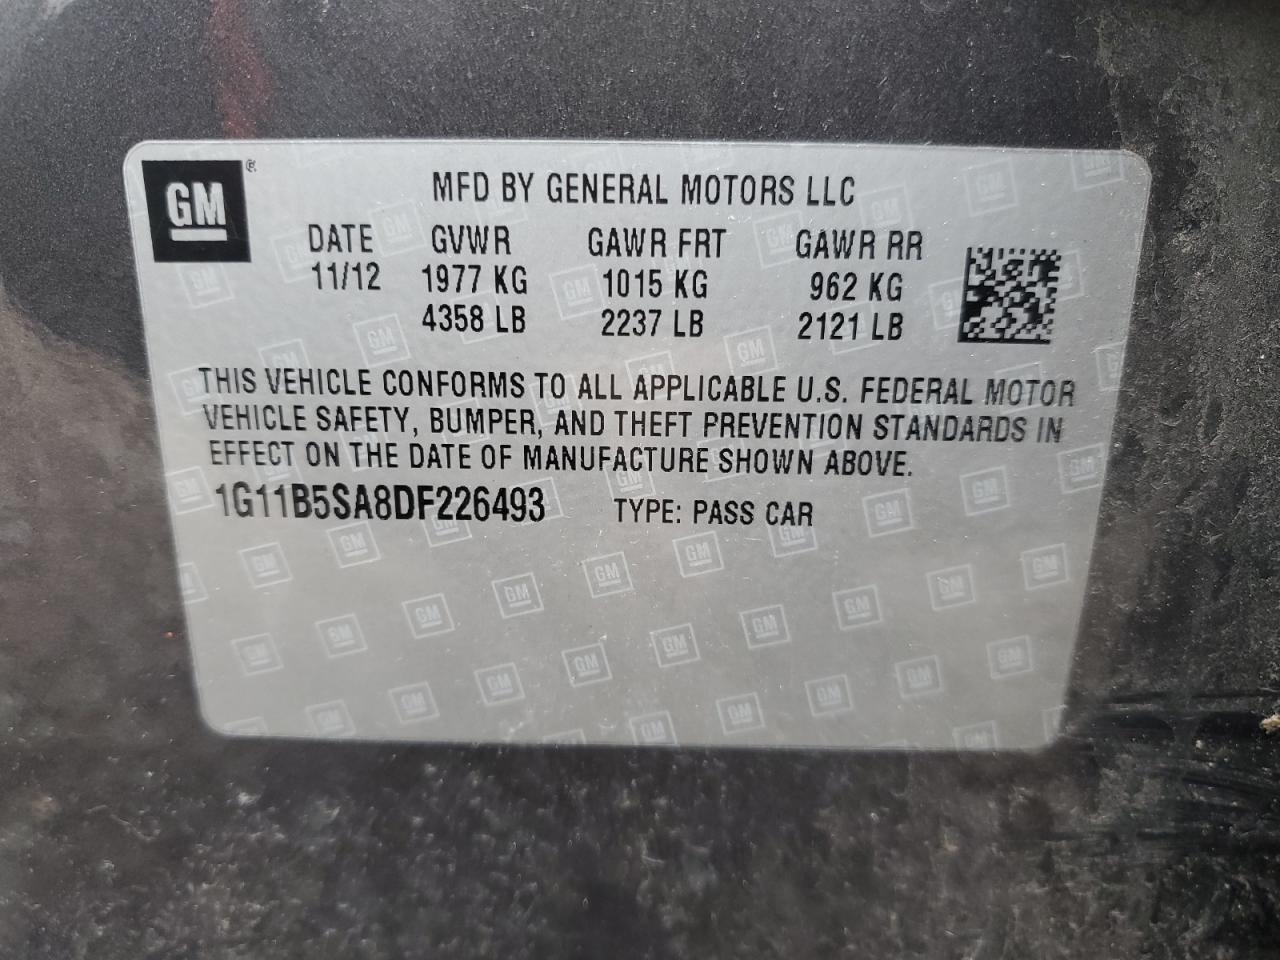 GM ®
MFD BY GENERAL MOTORS LLC
DATE GVWR GAWR FRT GAWR RR
11/12 1977 KG 1015 KG 962 KG
4358 LB 2237 LB 2121 LB
THIS VEHICLE CONFORMS TO ALL APPLICABLE U.S. FEDERAL MOTOR
VEHICLE SAFETY, BUMPER, AND THEFT PREVENTION STANDARDS IN
EFFECT ON THE DATE OF MANUFACTURE SHOWN ABOVE.
1G11B5SA8DF226493 TYPE: PASS CAR